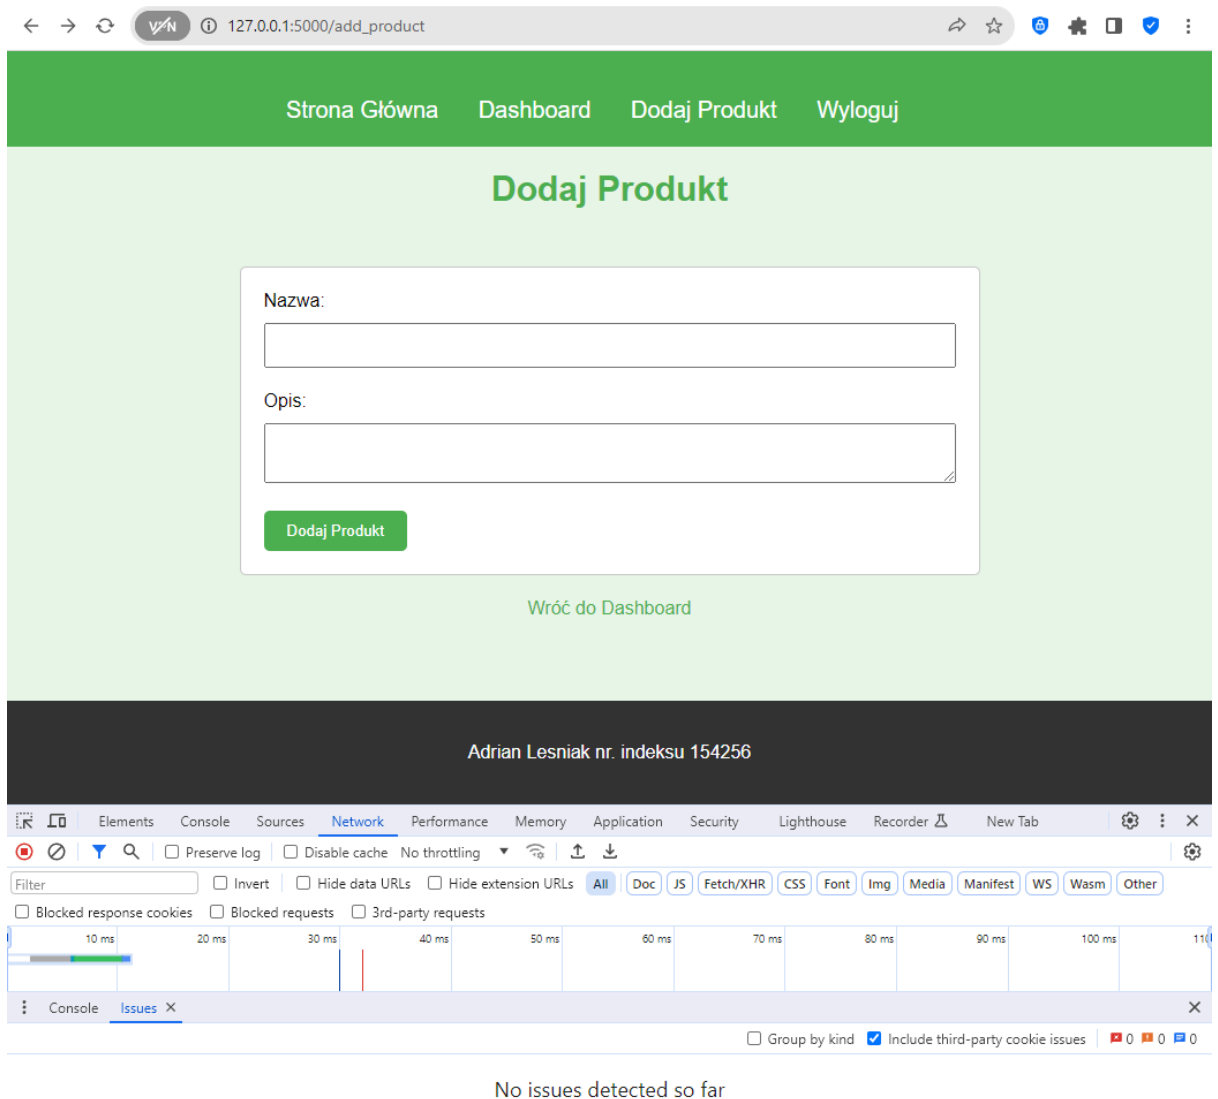 VPN 127.0.0.1:5000/add_product
Strona Główna Dashboard Dodaj Produkt Wyloguj
Dodaj Produkt
Nazwa:
Opis:
Dodaj Produkt
Wróć do Dashboard
Adrian Lesniak nr. indeksu 154256
Elements Console Sources Network Performance Memory Application Security Lighthouse Recorder New Tab
Preserve log Disable cache No throttling
Filter Invert Hide data URLs Hide extension URLs All Doc JS Fetch/XHR CSS Font Img Media Manifest WS Wasm Other
Blocked response cookies Blocked requests 3rd-party requests
10 ms 20 ms 30 ms 40 ms 50 ms 60 ms 70 ms 80 ms 90 ms 100 ms
Console Issues
Group by kind Include third-party cookie issues 0 0 0
No issues detected so far